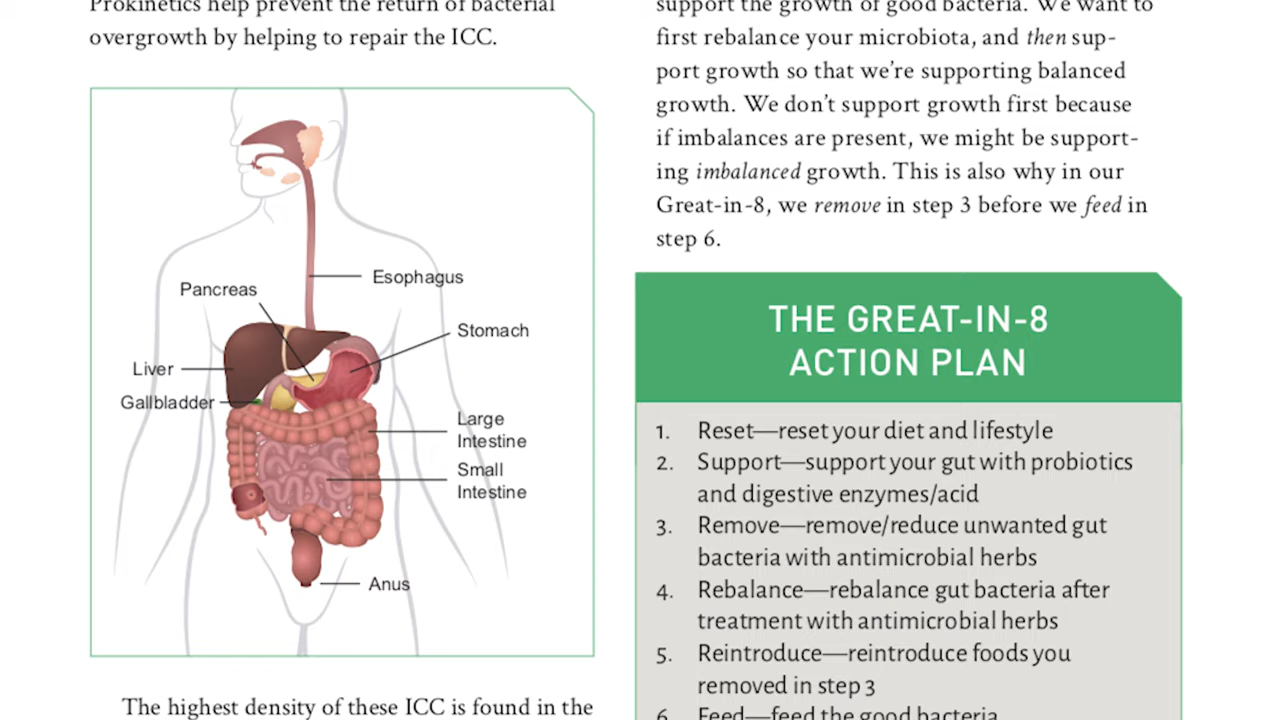 Prokinetics help prevent the return of bacterial
overgrowth by helping to repair the ICC.
Pancreas
Esophagus
Stomach
Liver
Gallbladder
Large
Intestine
Small
Intestine
Anus
The highest density of these ICC is found in the
support the growth of good bacteria. We want to
first rebalance your microbiota, and then sup-
port growth so that we’re supporting balanced
growth. We don’t support growth first because
if imbalances are present, we might be support-
ing imbalanced growth. This is also why in our
Great-in-8, we remove in step 3 before we feed in
step 6.
THE GREAT-IN-8
ACTION PLAN
1. Reset—reset your diet and lifestyle
2. Support—support your gut with probiotics
and digestive enzymes/acid
3. Remove—remove/reduce unwanted gut
bacteria with antimicrobial herbs
4. Rebalance—rebalance gut bacteria after
treatment with antimicrobial herbs
5. Reintroduce—reintroduce foods you
removed in step 3
6. Feed—feed the good bacteria